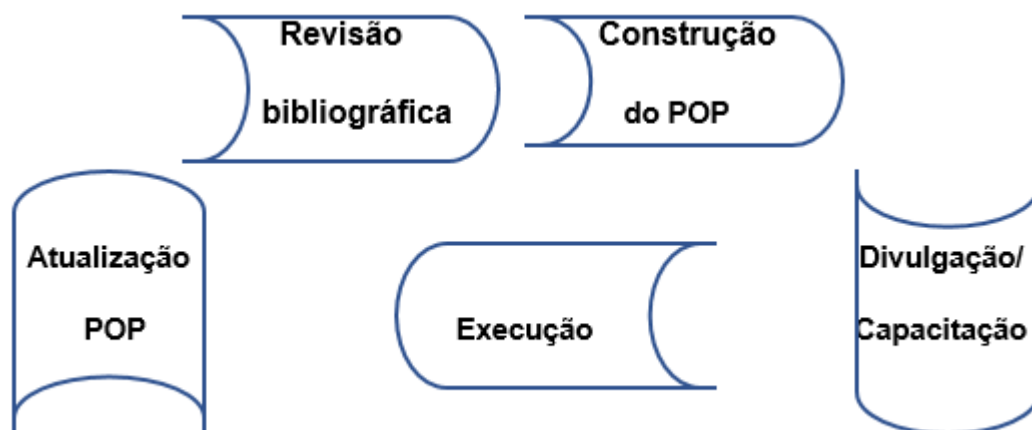 Revisão
bibliográfica
Construção
do POP
Atualização
POP
Execução
Divulgação/
Capacitação